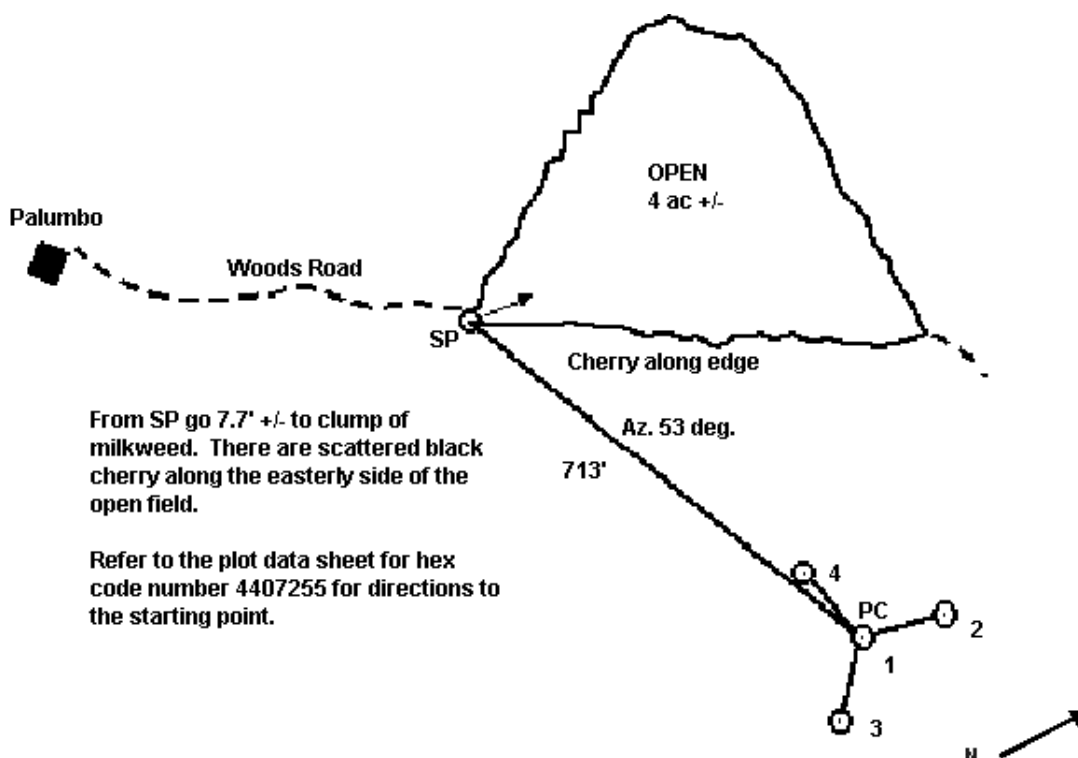 OPEN
4 ac +/-
Palumbo
Woods Road
SP
Cherry along edge
From SP go 7.7' +/- to clump of
milkweed. There are scattered black
cherry along the easterly side of the
open field.
Az. 53 deg.
713'
Refer to the plot data sheet for hex
code number 4407255 for directions to
the starting point.
4
PC
2
1
3
N